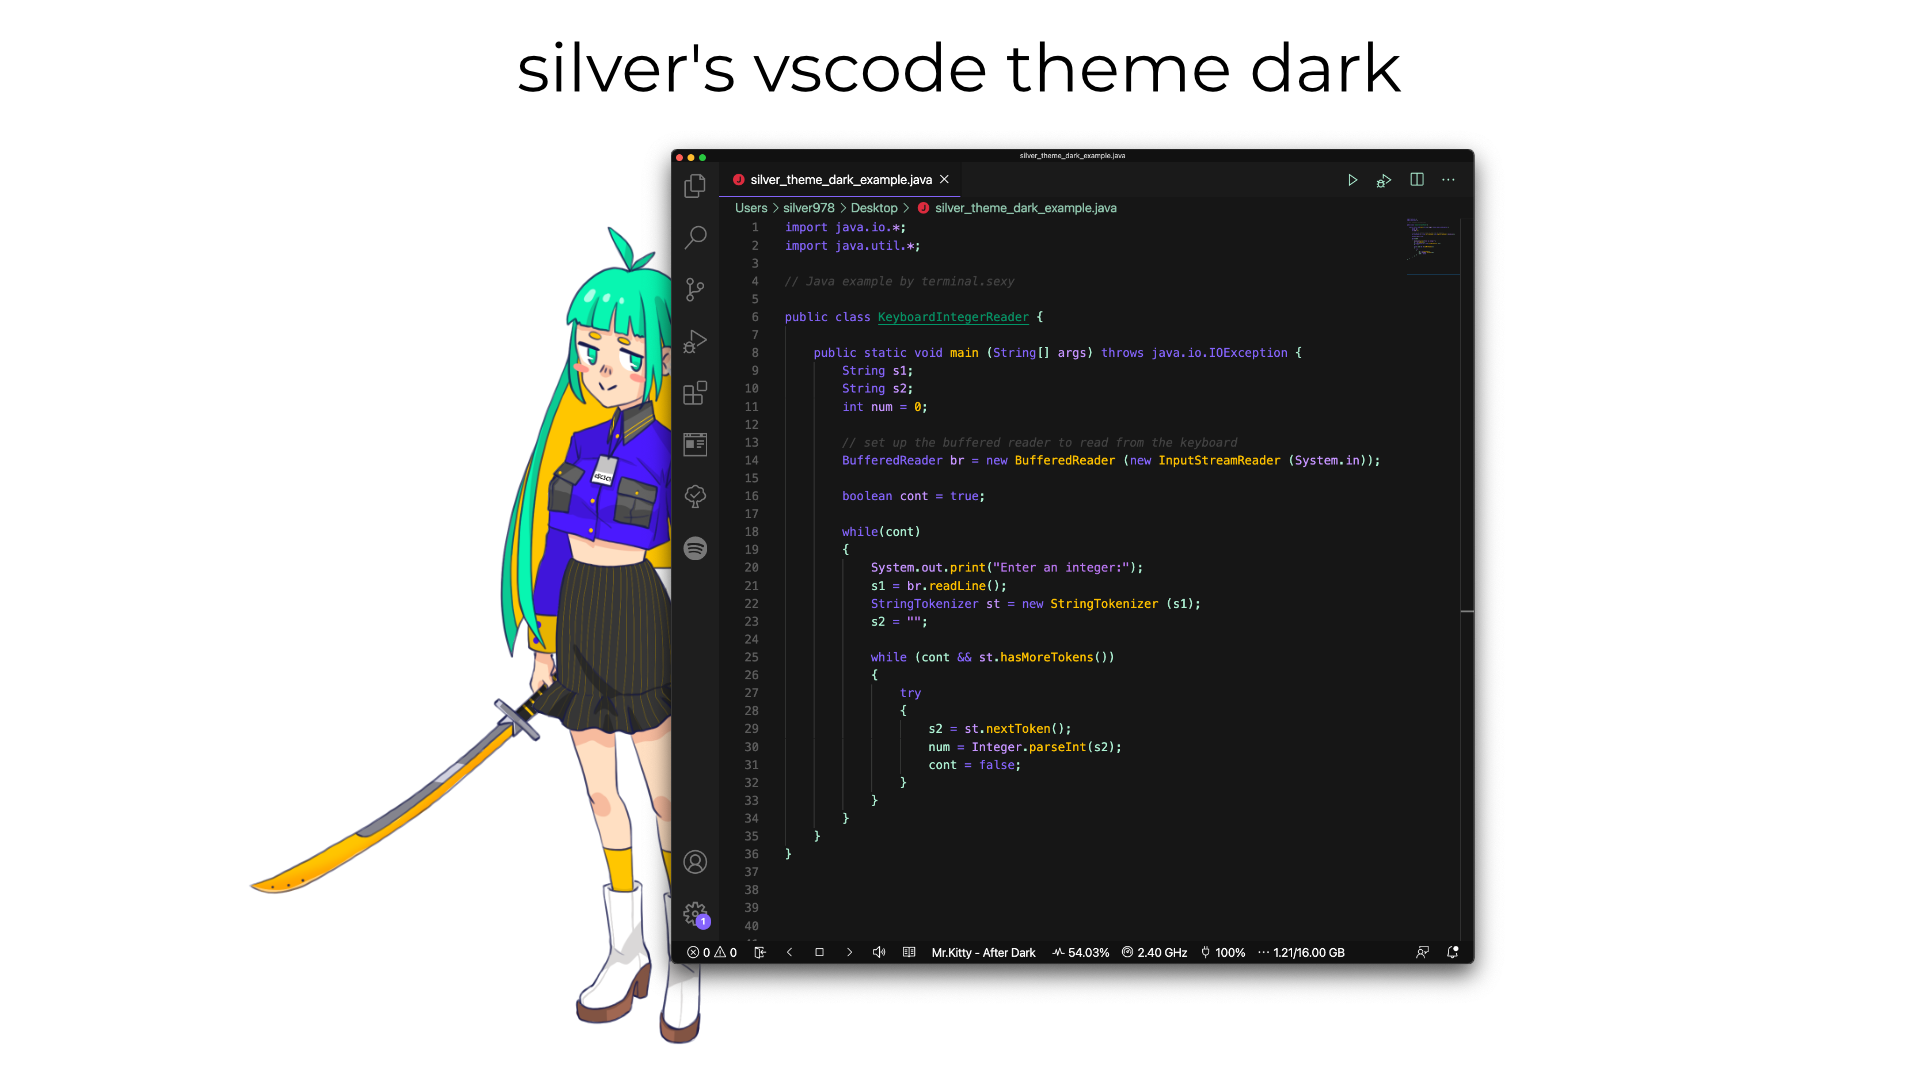 silver's vscode theme dark
silver_theme_dark_example.java
silver_theme_dark_example.java
Users > silver978 > Desktop > silver_theme_dark_example.java
1 import java.io.*;
2 import java.util.*;
3
4 // Java example by terminal.sexy
5
6 public class KeyboardIntegerReader {
7
8 public static void main (String[] args) throws java.io.IOException {
9 String s1;
10 String s2;
11 int num = 0;
12
13 // set up the buffered reader to read from the keyboard
14 BufferedReader br = new BufferedReader (new InputStreamReader (System.in));
15
16 boolean cont = true;
17
18 while(cont)
19 {
20 System.out.print("Enter an integer:");
21 s1 = br.readLine();
22 StringTokenizer st = new StringTokenizer (s1);
23 s2 = "";
24
25 while (cont && st.hasMoreTokens())
26 {
27 try
28 {
29 s2 = st.nextToken();
30 num = Integer.parseInt(s2);
31 cont = false;
32 }
33 }
34 }
35 }
36 }
37
38
39
40
1
0 0 Mr.Kitty - After Dark 54.03% 2.40 GHz 100% 1.21/16.00 GB